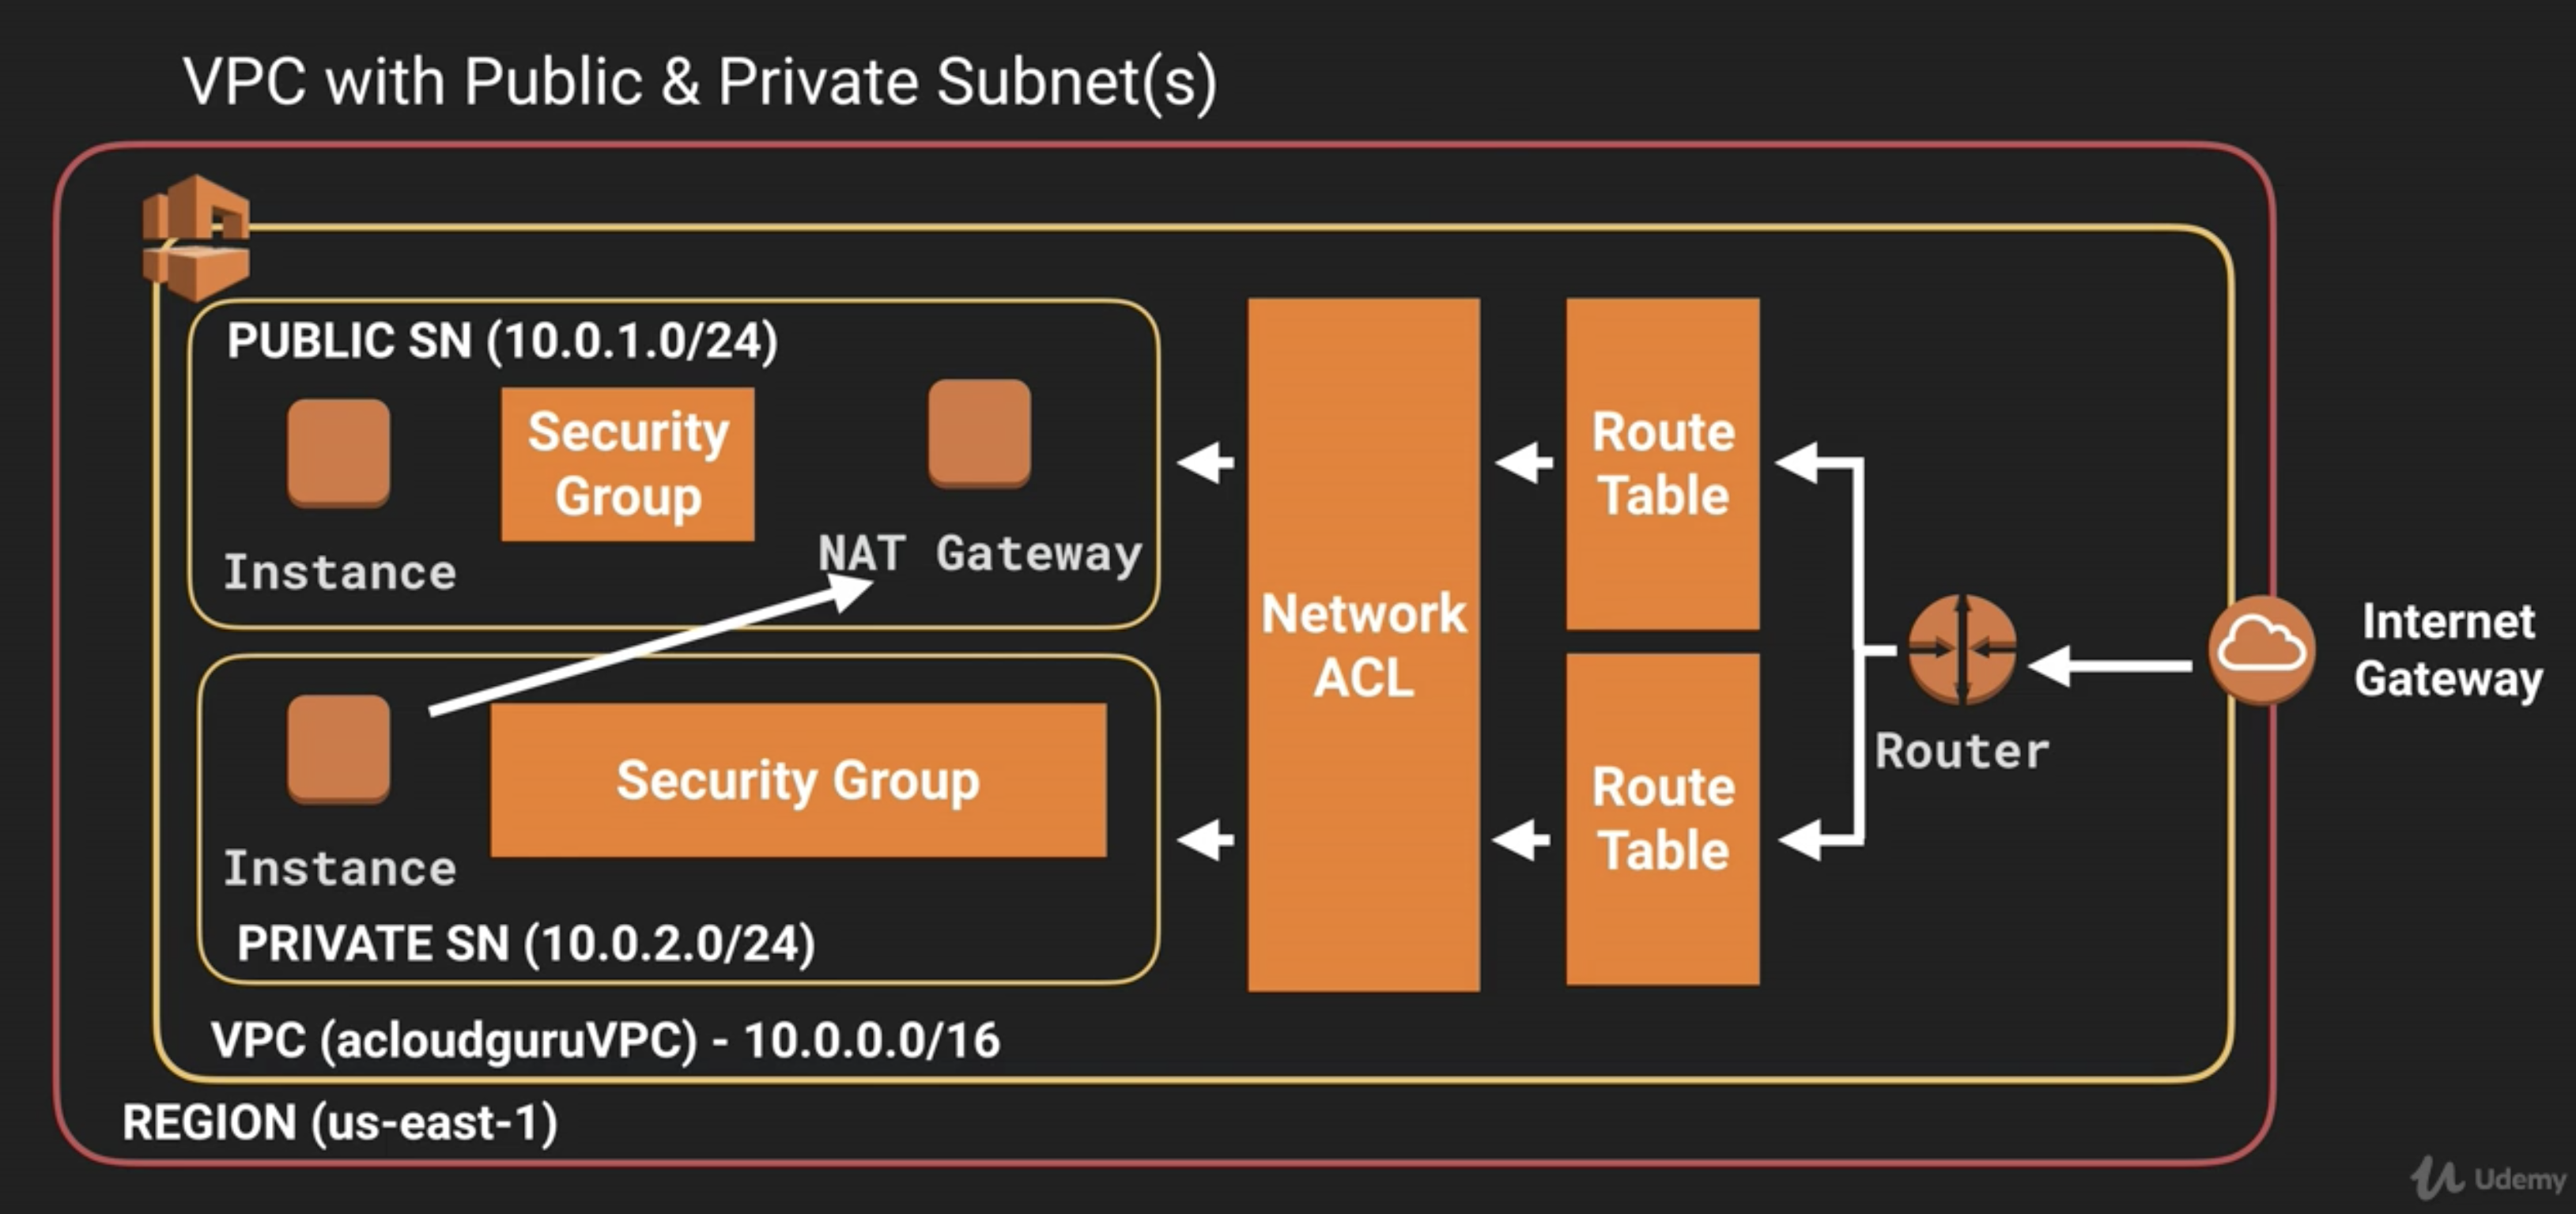 VPC with Public & Private Subnet(s)
PUBLIC SN (10.0.1.0/24)
Security
Group
Instance
NAT Gateway
Instance
Security Group
PRIVATE SN (10.0.2.0/24)
VPC (acloudguruVPC) - 10.0.0.0/16
REGION (us-east-1)
Network
ACL
Route
Table
Route
Table
Router
Internet
Gateway
Udemy